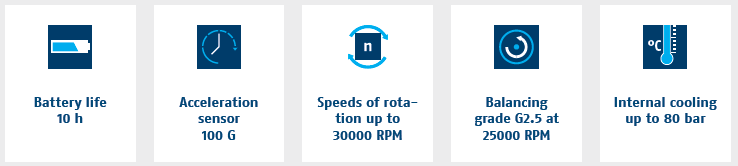 n
°C
Battery life
10 h
Acceleration
sensor
100 G
Speeds of rota-
tion up to
30000 RPM
Balancing
grade G2.5 at
25000 RPM
Internal cooling
up to 80 bar